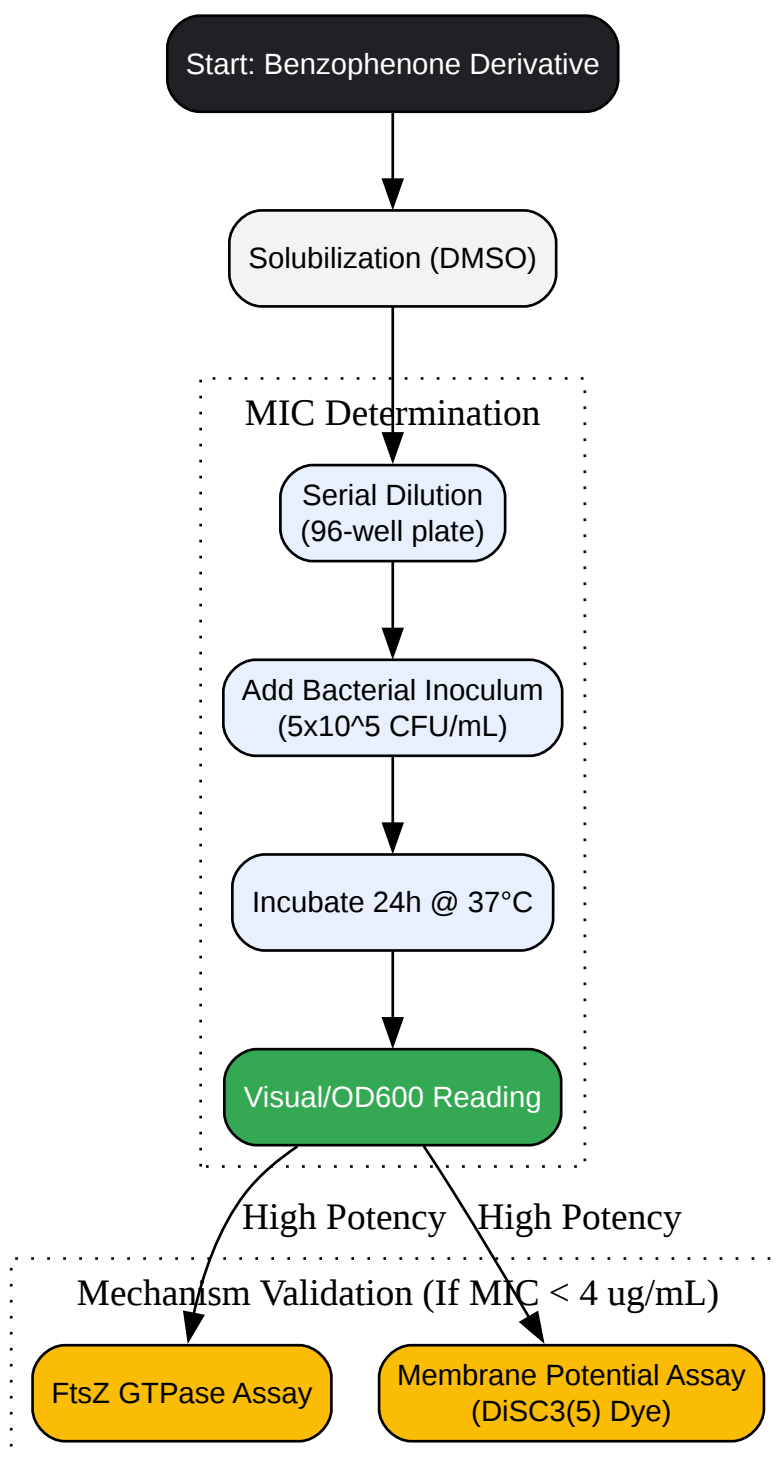 Start: Benzophenone Derivative
Solubilization (DMSO)
MIC Determination
Serial Dilution
(96-well plate)
Add Bacterial Inoculum
(5x10^5 CFU/mL)
Incubate 24h @ 37°C
Visual/OD600 Reading
High Potency
High Potency
Mechanism Validation (If MIC < 4 ug/mL)
FtsZ GTPase Assay
Membrane Potential Assay
(DiSC3(5) Dye)